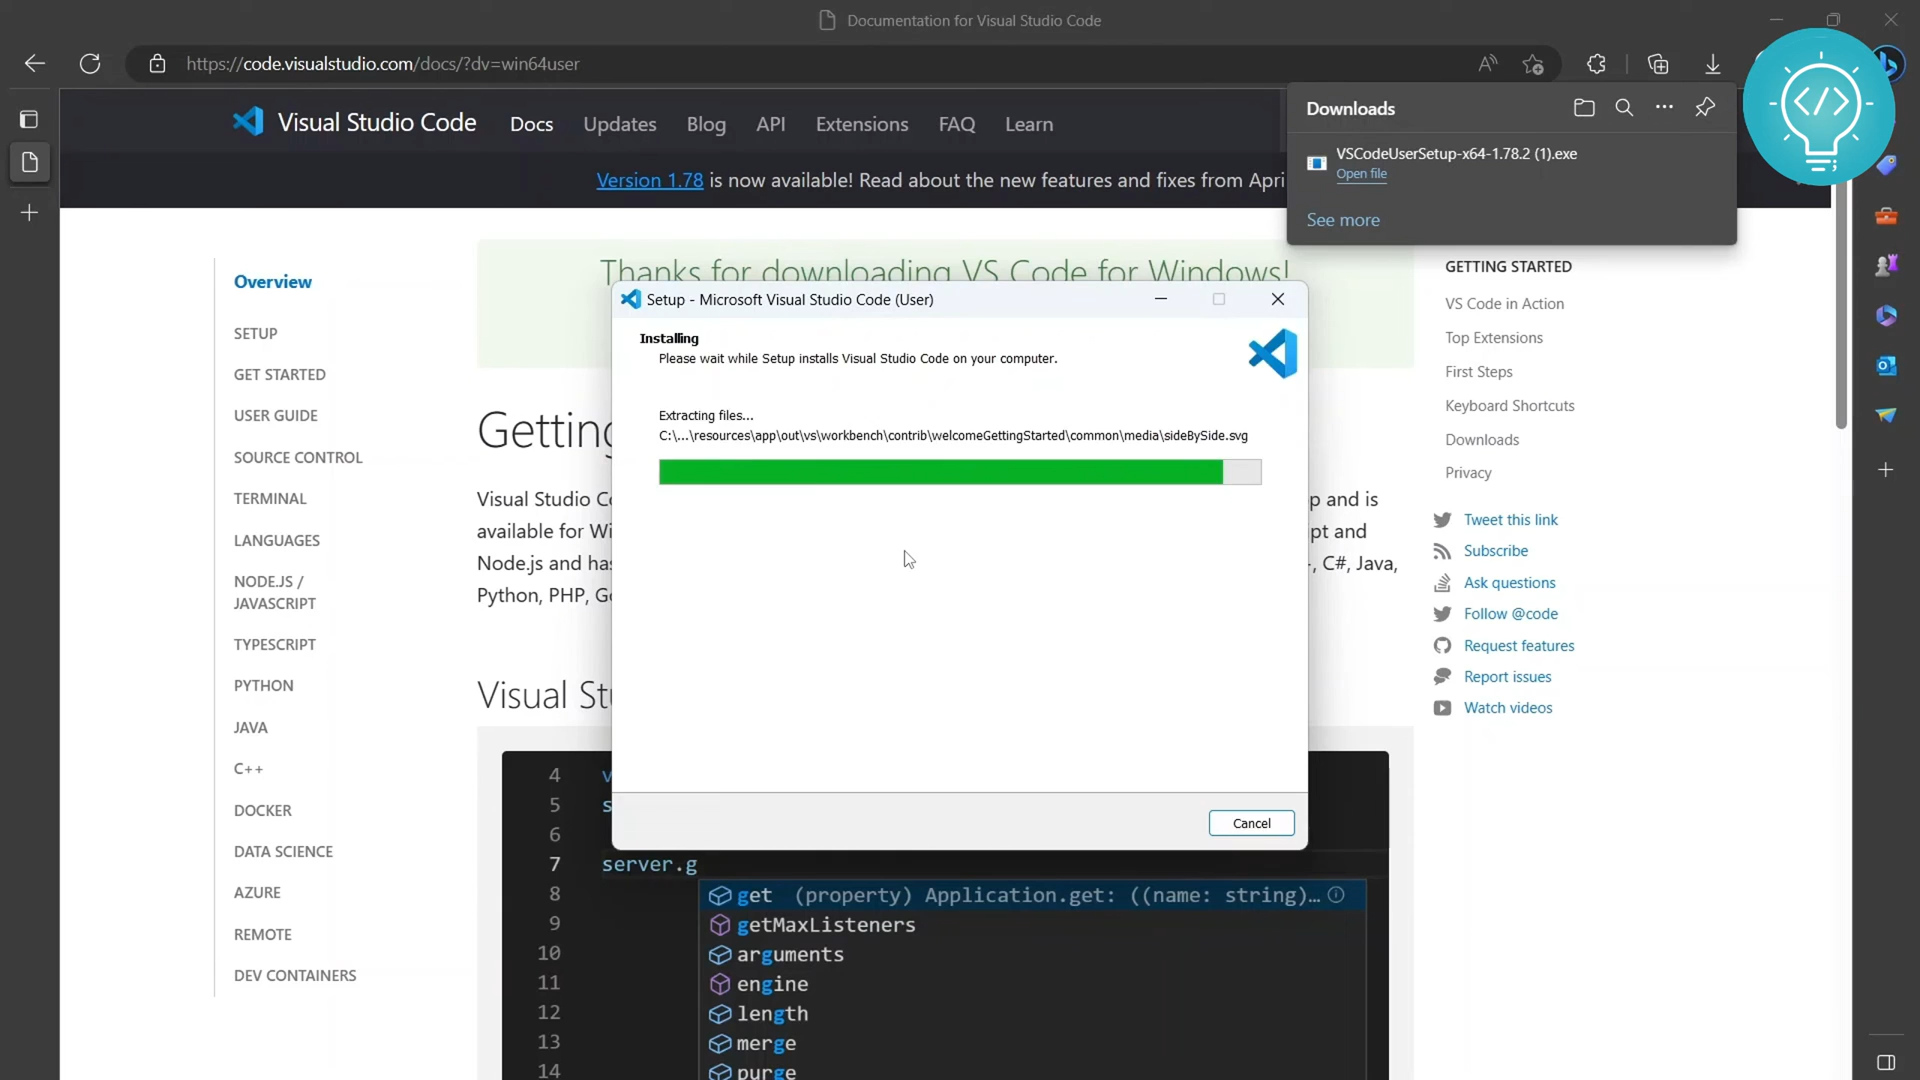 Documentation for Visual Studio Code
https://code.visualstudio.com/docs/?dv=win64user
Visual Studio Code
Docs
Updates
Blog
API
Extensions
FAQ
Learn
Version 1.78 is now available! Read about the new features and fixes from Apri
Downloads
VSCodeUserSetup-x64-1.78.2 (1).exe
Open file
See more
</>
Overview
SETUP
GET STARTED
USER GUIDE
SOURCE CONTROL
TERMINAL
LANGUAGES
NODE.JS /
JAVASCRIPT
TYPESCRIPT
PYTHON
JAVA
C++
DOCKER
DATA SCIENCE
AZURE
REMOTE
DEV CONTAINERS
Thanks for downloading VS Code for Windows!
Getting
Visual Studio Co
p and is
available for Wi
pt and
Node.js and has
, C#, Java,
Python, PHP, Go
Visual Stu
Setup - Microsoft Visual Studio Code (User)
Installing
Please wait while Setup installs Visual Studio Code on your computer.
Extracting files...
C:\...\resources\app\out\vs\workbench\contrib\welcomeGettingStarted\common\media\sideBySide.svg
Cancel
4 v
5 s
6
7 server.g
8 get (property) Application.get: ((name: string)…
9 getMaxListeners
10 arguments
11 engine
12 length
13 merge
14 purge
GETTING STARTED
VS Code in Action
Top Extensions
First Steps
Keyboard Shortcuts
Downloads
Privacy
Tweet this link
Subscribe
Ask questions
Follow @code
Request features
Report issues
Watch videos